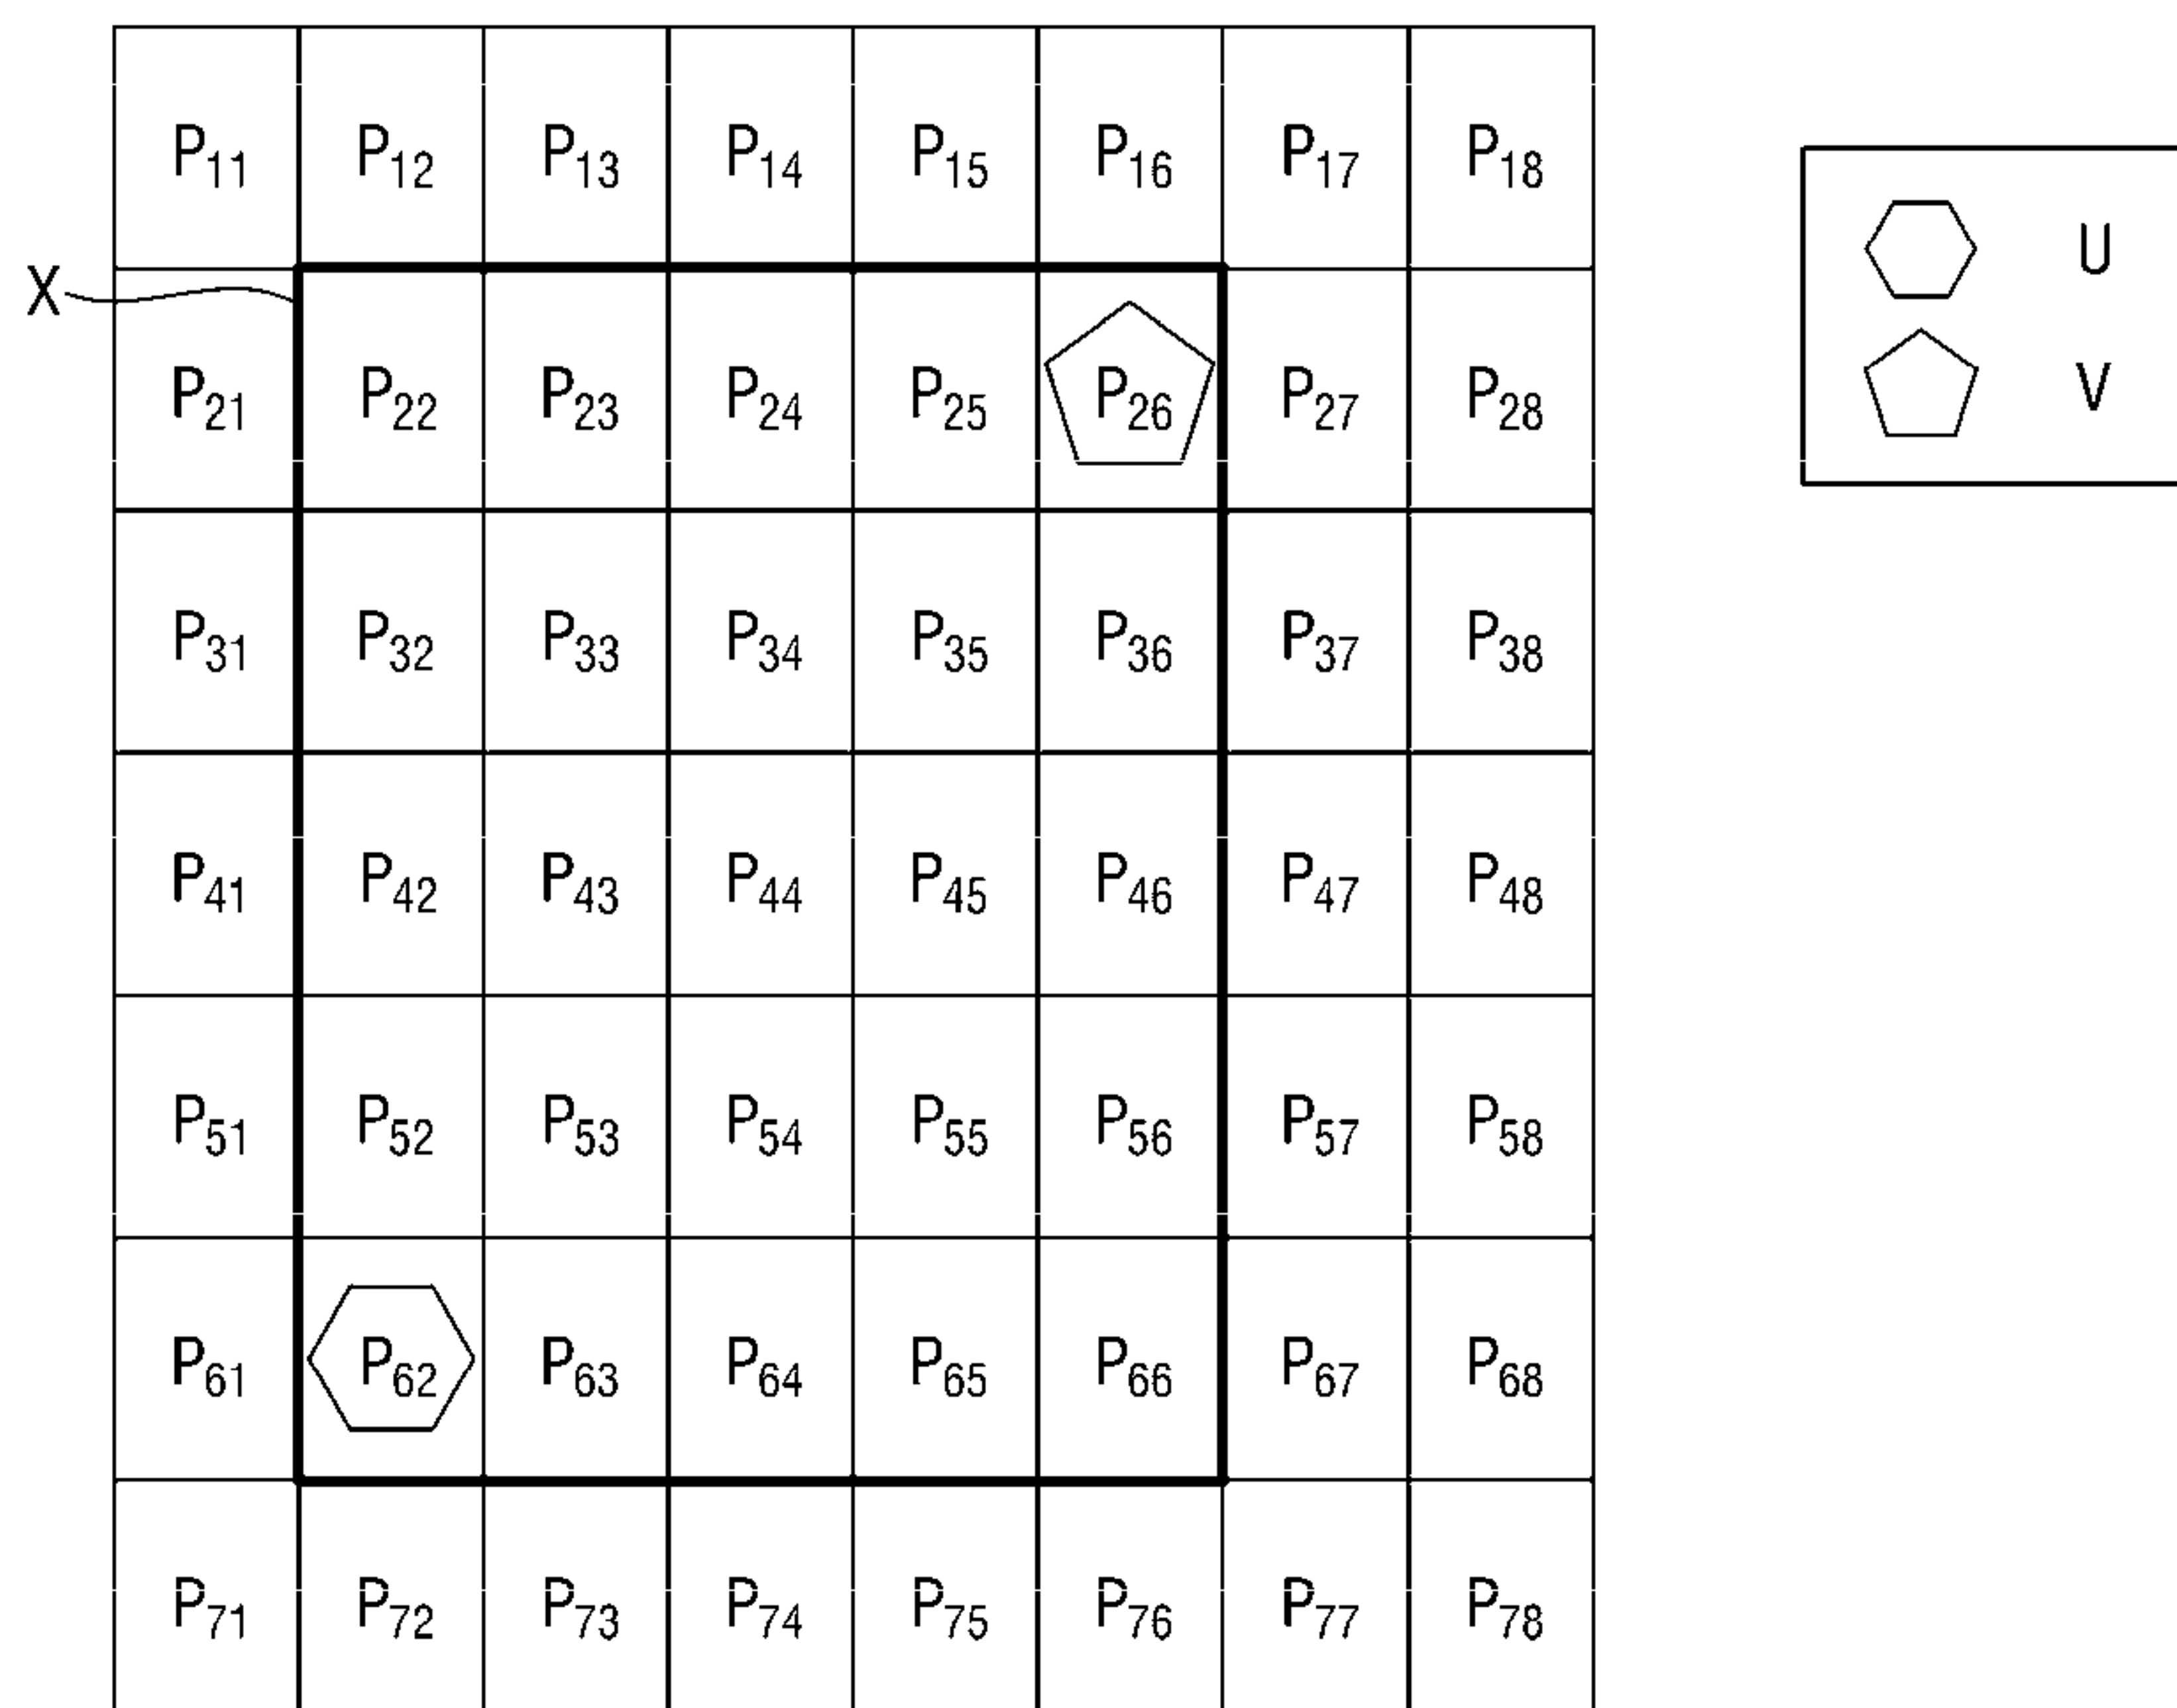 P11 P12 P13 P14 P15 P16 P17 P18
U
X
P21 P22 P23 P24 P25 P26 P27 P28
V
P31 P32 P33 P34 P35 P36 P37 P38
P41 P42 P43 P44 P45 P46 P47 P48
P51 P52 P53 P54 P55 P56 P57 P58
P61 P62 P63 P64 P65 P66 P67 P68
P71 P72 P73 P74 P75 P76 P77 P78